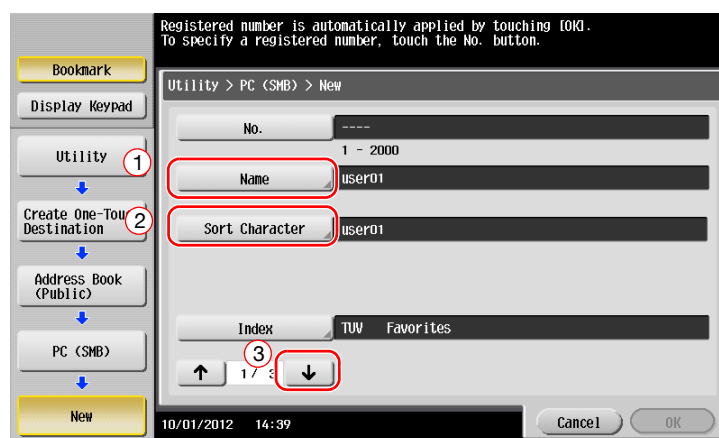 Registered number is automatically applied by touching [OK].
To specify a registered number, touch the No. button.
Bookmark
Display Keypad
Utility > PC (SMB) > New
No.
----
1 - 2000
Utility
1
Name
user01
Create One-Tou
Destination
2
Sort Character
user01
Address Book
(Public)
Index
TUV Favorites
PC (SMB)
3
↑
1/ 3
↓
New
10/01/2012 14:39
Cancel
OK